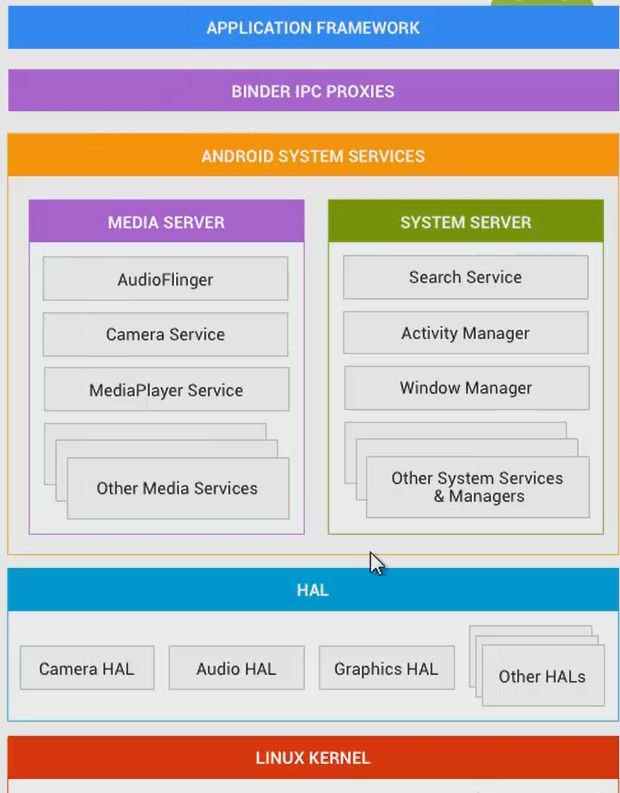 APPLICATION FRAMEWORK
BINDER IPC PROXIES
ANDROID SYSTEM SERVICES
MEDIA SERVER
AudioFlinger
Camera Service
MediaPlayer Service
Other Media Services
SYSTEM SERVER
Search Service
Activity Manager
Window Manager
Other System Services
& Managers
HAL
Camera HAL
Audio HAL
Graphics HAL
Other HALs
LINUX KERNEL